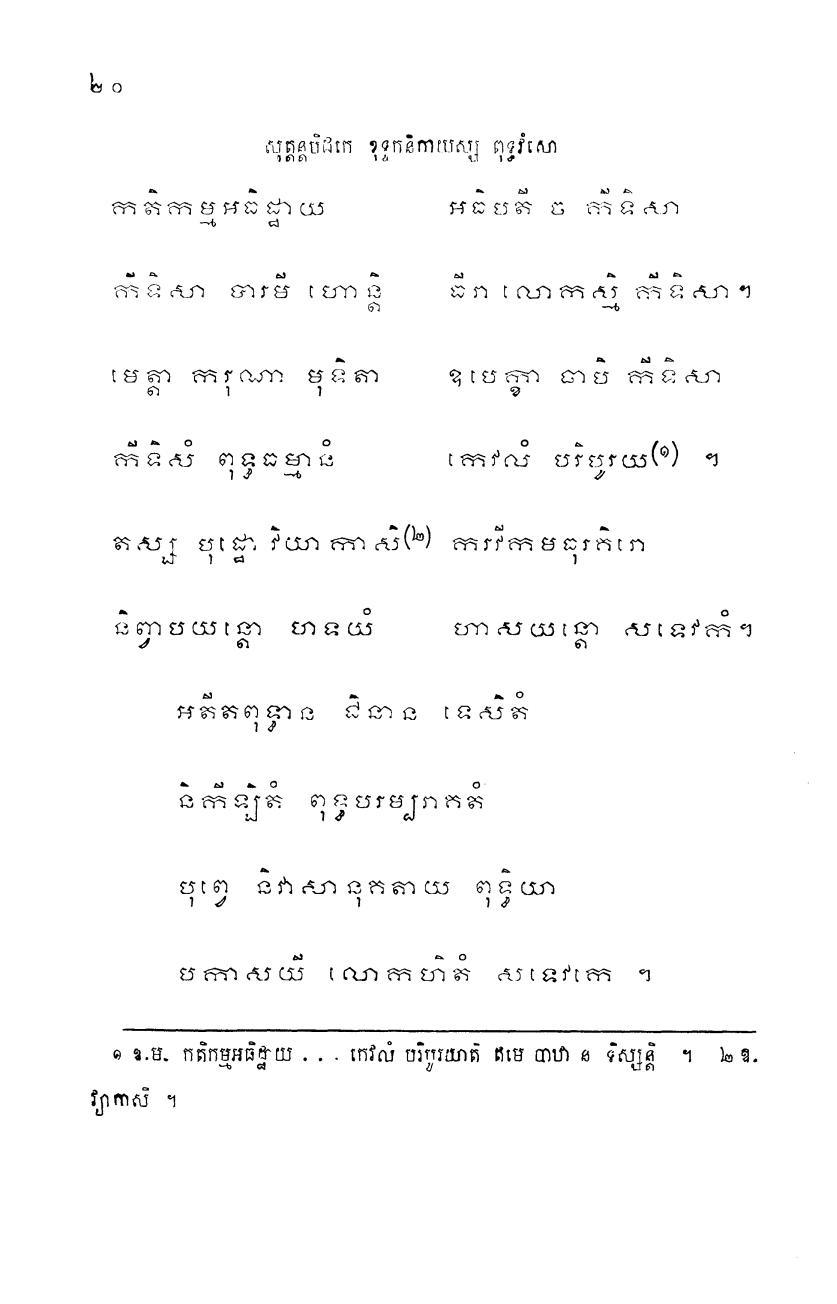 ២០
សុត្តន្តបិដកេ ខុទ្ទកនិកាយស្ស ពុទ្ធវំសោ
កតិកម្មអធិដ្ឋាយ អធិបតី ច កីទិសា
កីទិសា បារមី ហោន្តិ ធីរា លោកស្មិ កីទិសា។
មេត្តា ករុណា មុទិតា ឧបេក្ខា ចាបិ កីទិសា
កីទិសំ ពុទ្ធធម្មានំ កេវលំ បរិបូរយ(១) ។
តស្ស បុដ្ឋោ វិយាកាសិ(២) ករវីកមធុរគិរោ
និព្វាបយន្តោ ហទយំ ហាសយន្តោ សទេវកំ។
អតីតពុទ្ធាន ជិនាន ទេសិតំ
និកីឡិតំ ពុទ្ធបរម្បរាគតំ
បុព្វេ និវាសានុគតាយ ពុទ្ធិយា
បកាសយី លោកហិតំ សទេវកេ ។
១ ឱ.ម. កតិកម្មអធិដ្ឋាយ . . . កេវលំ បរិបូរយាតិ ឥមេ បាឋា ន ទិស្សន្តិ ។ ២ ឱ.
វ្យាកាសិ ។